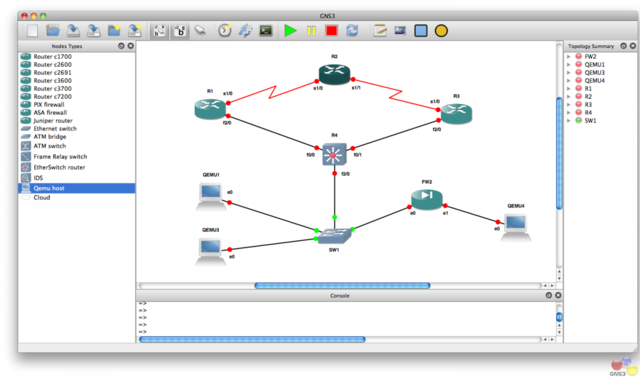 GNS3
Nodes Types
Router c1700
Router c2600
Router c2691
Router c3600
Router c3700
Router c7200
PIX firewall
ASA firewall
Juniper router
Ethernet switch
ATM bridge
ATM switch
Frame Relay switch
EtherSwitch router
IDS
Qemu host
Cloud
R2
s1/0
s1/1
R1
s1/0
f0/0
R3
s1/0
f0/0
R4
f0/0
f0/1
f2/0
QEMU1
e0
QEMU3
e0
SW1
FW2
e0
e1
QEMU4
e0
Topology Summary
FW2
QEMU1
QEMU3
QEMU4
R1
R2
R3
R4
SW1
Console
=>
=>
=>
=>
=>
GNS3